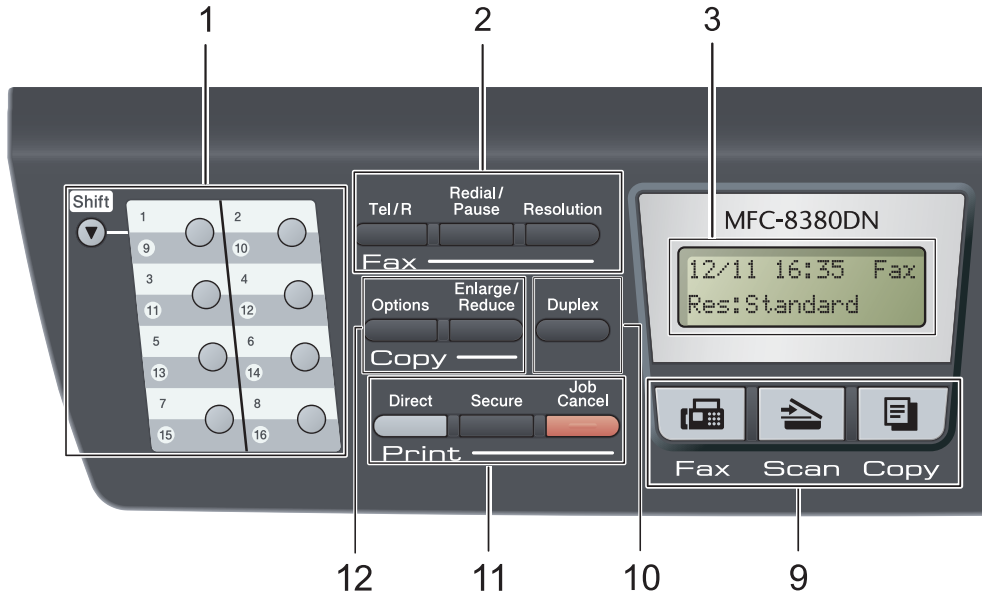 1 2 3
Shift
1 2
9 10
3 4
11 12
5 6
13 14
7 8
15 16
Tel/R Redial/Pause Resolution
Fax
Options Enlarge/Reduce
Copy
Duplex
Direct Secure Job Cancel
Print
MFC-8380DN
12/11 16:35 Fax
Res:Standard
Fax Scan Copy
12 11 10 9